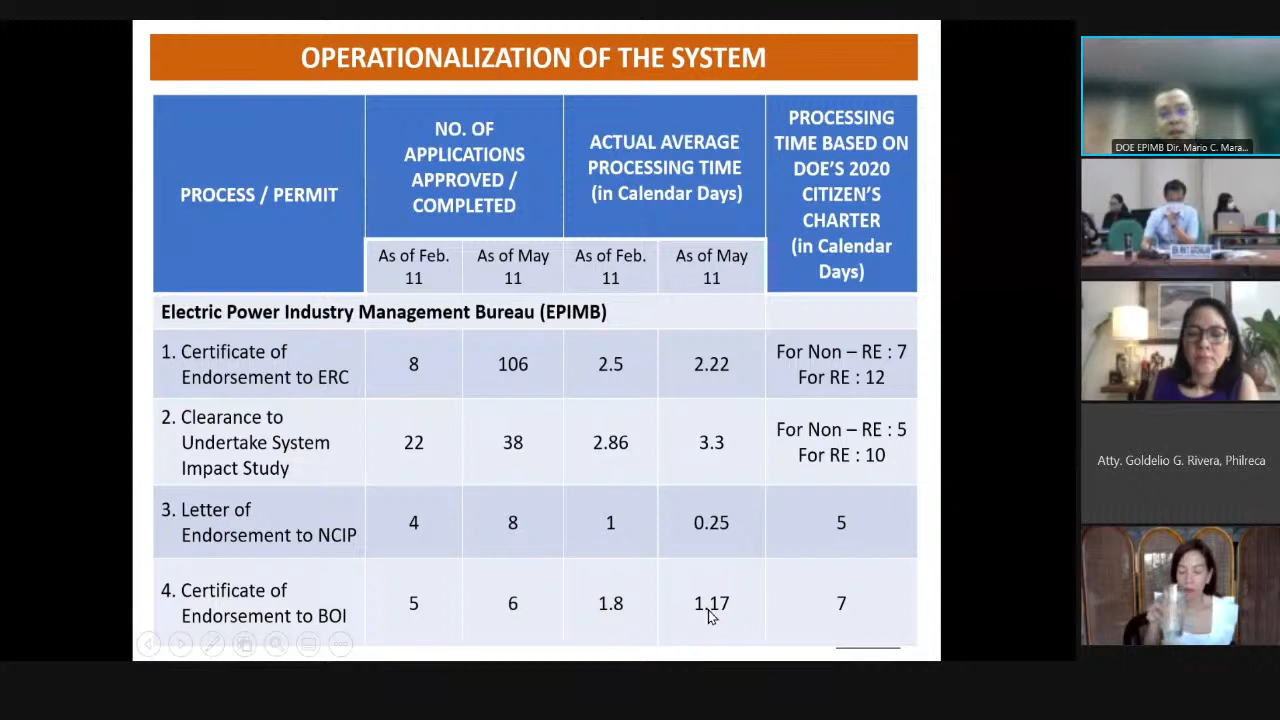 OPERATIONALIZATION OF THE SYSTEM
PROCESS / PERMIT
NO. OF
APPLICATIONS
APPROVED /
COMPLETED
ACTUAL AVERAGE
PROCESSING TIME
(in Calendar Days)
PROCESSING
TIME BASED ON
DOE'S 2020
CITIZEN'S
CHARTER
(in Calendar
Days)
As of Feb.
11
As of May
11
As of Feb.
11
As of May
11
Electric Power Industry Management Bureau (EPIMB)
1. Certificate of
Endorsement to ERC
8
106
2.5
2.22
For Non – RE : 7
For RE : 12
2. Clearance to
Undertake System
Impact Study
22
38
2.86
3.3
For Non – RE : 5
For RE : 10
3. Letter of
Endorsement to NCIP
4
8
1
0.25
5
4. Certificate of
Endorsement to BOI
5
6
1.8
1.17
7
DOE EPIMB Dir. Mario C. Mara...
Atty. Goldelio G. Rivera, Philreca